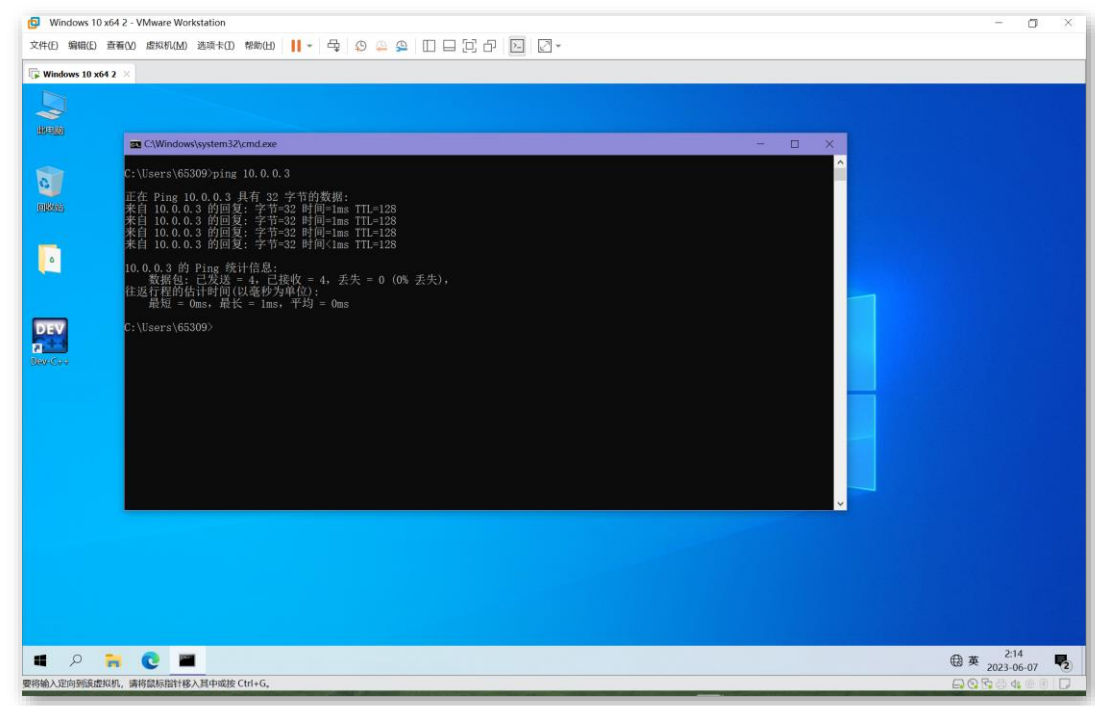 Windows 10 x64 2 - VMware Workstation
文件(F) 编辑(E) 查看(V) 虚拟机(M) 选项卡(T) 帮助(H)
Windows 10 x64 2
此电脑
C:\Windows\system32\cmd.exe
C:\Users\65309>ping 10.0.0.3
回收站
正在 Ping 10.0.0.3 具有 32 字节的数据:
来自 10.0.0.3 的回复: 字节=32 时间=1ms TTL=128
来自 10.0.0.3 的回复: 字节=32 时间=1ms TTL=128
来自 10.0.0.3 的回复: 字节=32 时间=1ms TTL=128
来自 10.0.0.3 的回复: 字节=32 时间<1ms TTL=128
10.0.0.3 的 Ping 统计信息:
数据包: 已发送 = 4，已接收 = 4，丢失 = 0 (0% 丢失)，
往返行程的估计时间(以毫秒为单位):
最短 = 0ms，最长 = 1ms，平均 = 0ms
C:\Users\65309>
DEV
C++
Dev-C++
英
2:14
2023-06-07
2
要将输入定向到该虚拟机，请将鼠标指针移入其中或按 Ctrl+G。